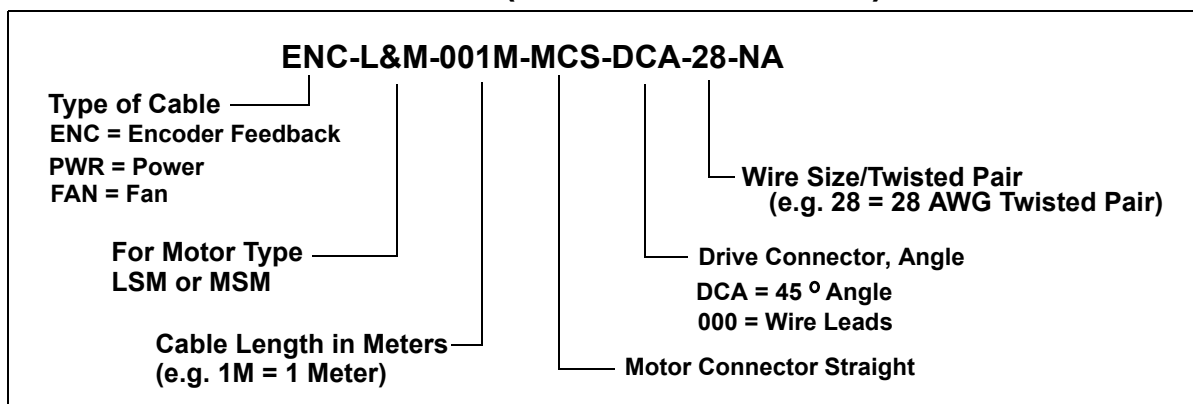 ENC-L&M-001M-MCS-DCA-28-NA
Type of Cable
ENC = Encoder Feedback
PWR = Power
FAN = Fan
Wire Size/Twisted Pair
(e.g. 28 = 28 AWG Twisted Pair)
For Motor Type
LSM or MSM
Drive Connector, Angle
DCA = 45 º Angle
000 = Wire Leads
Cable Length in Meters
(e.g. 1M = 1 Meter)
Motor Connector Straight